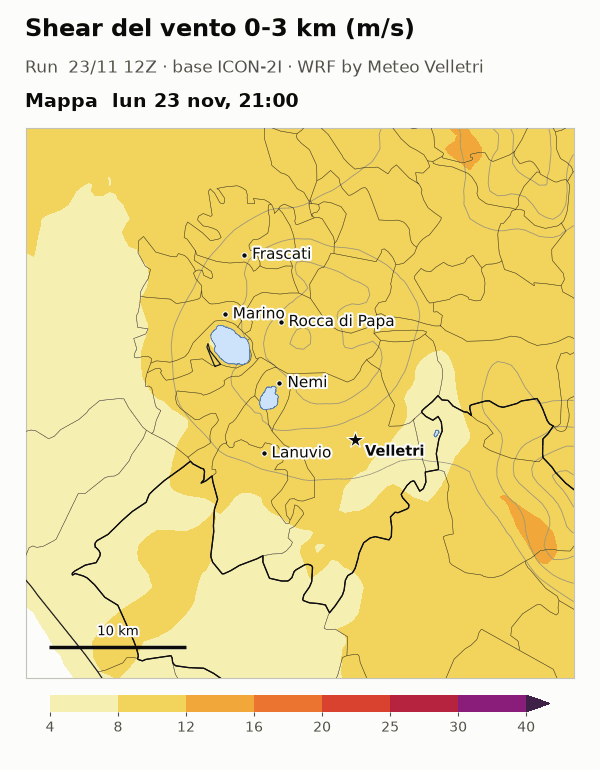 Shear del vento 0-3 km (m/s)
Run  23/11 12Z · base ICON-2I · WRF by Meteo Velletri
Mappa  lun 23 nov, 21:00
Frascati
Marino
Rocca di Papa
Nemi
Velletri
Lanuvio
10 km
4 8 12 16 20 25 30 40